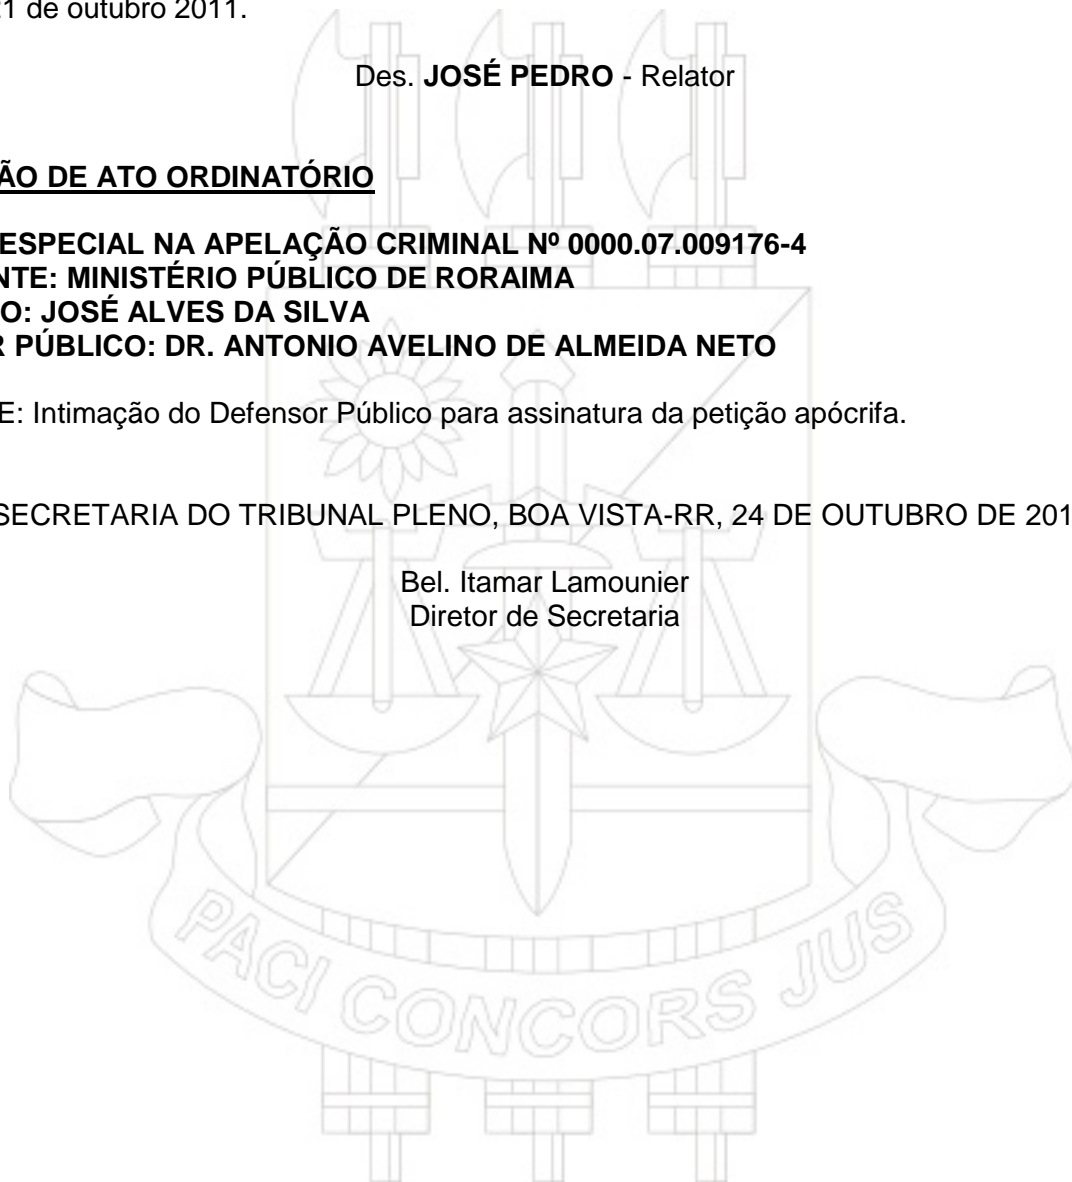 21 de outubro 2011.
Des. JOSÉ PEDRO - Relator
ÃO DE ATO ORDINATÓRIO
ESPECIAL NA APELAÇÃO CRIMINAL Nº 0000.07.009176-4
NTE: MINISTÉRIO PÚBLICO DE RORAIMA
O: JOSÉ ALVES DA SILVA
R PÚBLICO: DR. ANTONIO AVELINO DE ALMEIDA NETO
E: Intimação do Defensor Público para assinatura da petição apócrifa.
SECRETARIA DO TRIBUNAL PLENO, BOA VISTA-RR, 24 DE OUTUBRO DE 201
Bel. Itamar Lamounier
Diretor de Secretaria
PACI CONCORS JUS